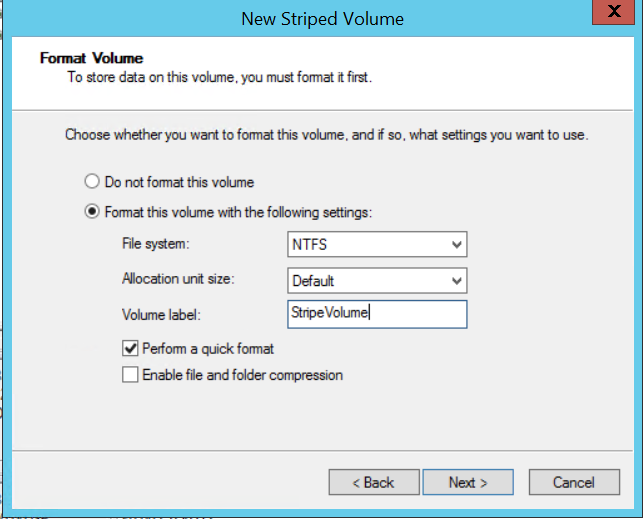 New Striped Volume
X
Format Volume
To store data on this volume, you must format it first.
Choose whether you want to format this volume, and if so, what settings you want to use.
Do not format this volume
Format this volume with the following settings:
File system: NTFS
Allocation unit size: Default
Volume label: StripeVolume
Perform a quick format
Enable file and folder compression
< Back Next > Cancel